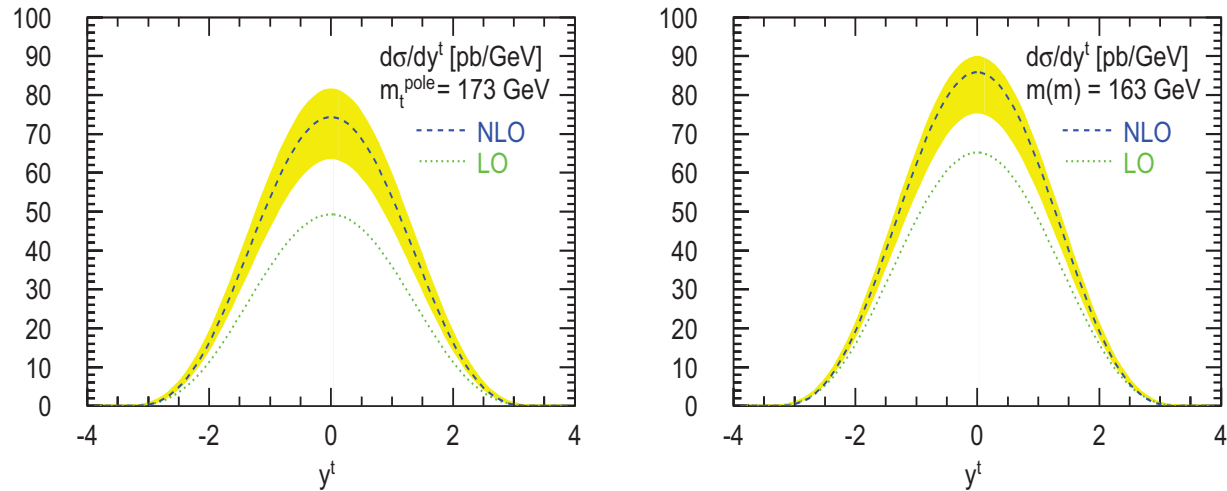 100
90
80
70
60
50
40
30
20
10
0
-4 -2 0 2 4
y^t
dσ/dy^t [pb/GeV]
m_t^pole = 173 GeV
NLO
LO
100
90
80
70
60
50
40
30
20
10
0
-4 -2 0 2 4
y^t
dσ/dy^t [pb/GeV]
m(m) = 163 GeV
NLO
LO